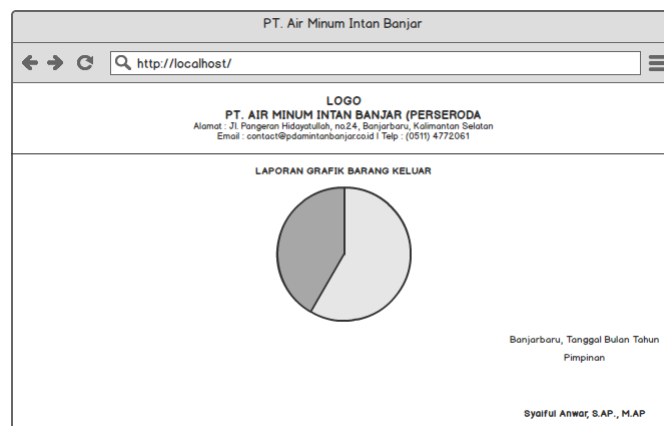 PT. Air Minum Intan Banjar
http://localhost/
LOGO
PT. AIR MINUM INTAN BANJAR (PERSERODA
Alamat : Jl. Pangeran Hidayatullah, no.24, Banjarbaru, Kalimantan Selatan
Email : contact@pdamintanbanjar.co.id I Telp : (0511) 4772061
LAPORAN GRAFIK BARANG KELUAR
Banjarbaru, Tanggal Bulan Tahun
Pimpinan
Syaiful Anwar, S.AP., M.AP